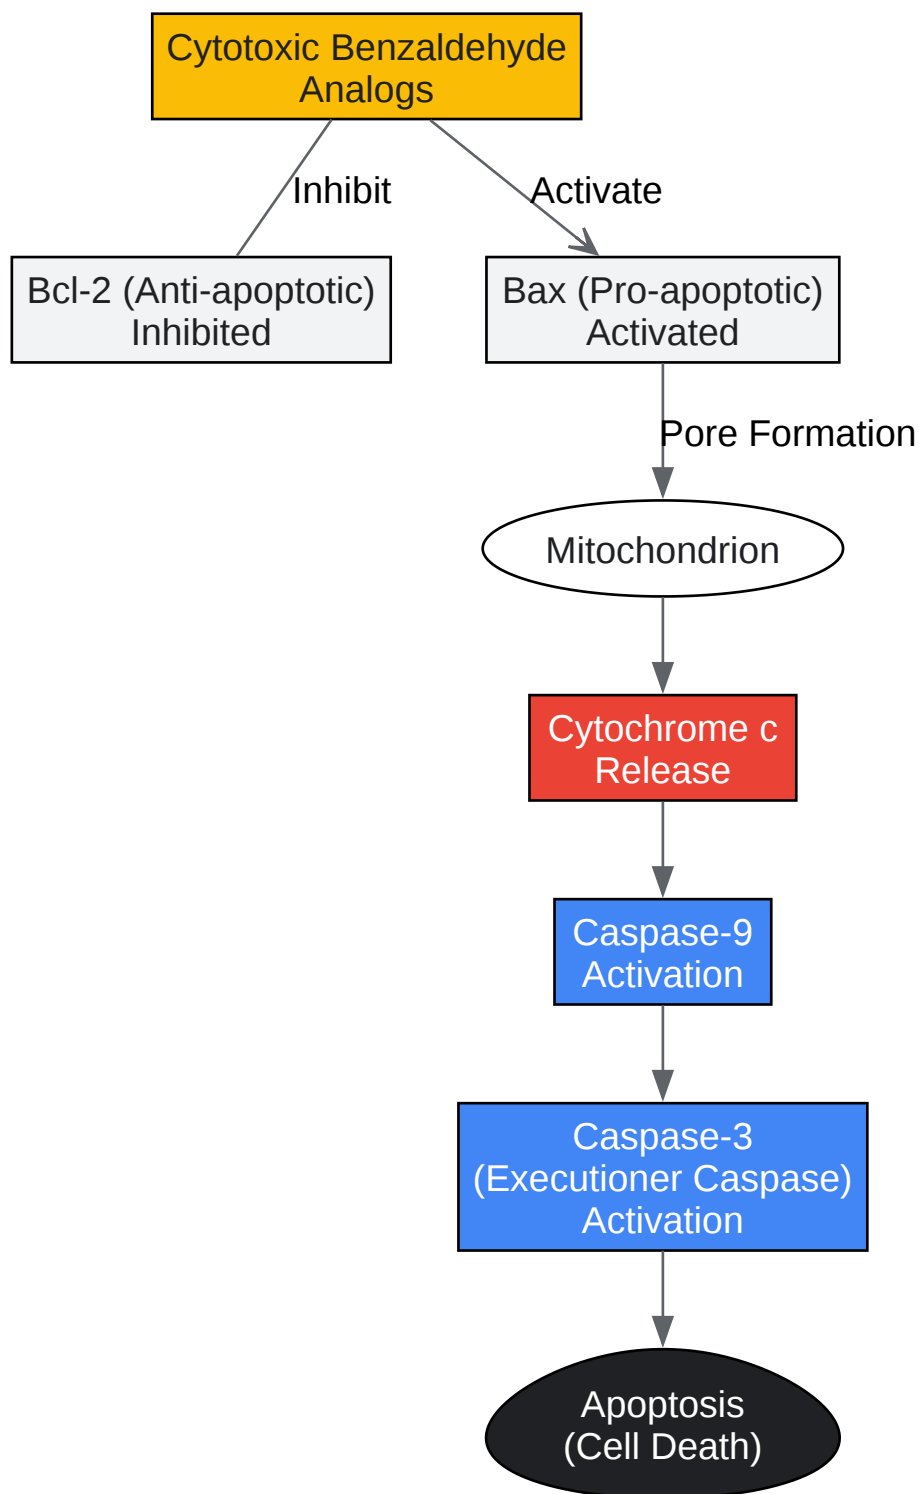 Cytotoxic Benzaldehyde
Analogs
Inhibit
Activate
Bcl-2 (Anti-apoptotic)
Inhibited
Bax (Pro-apoptotic)
Activated
Pore Formation
Mitochondrion
Cytochrome c
Release
Caspase-9
Activation
Caspase-3
(Executioner Caspase)
Activation
Apoptosis
(Cell Death)